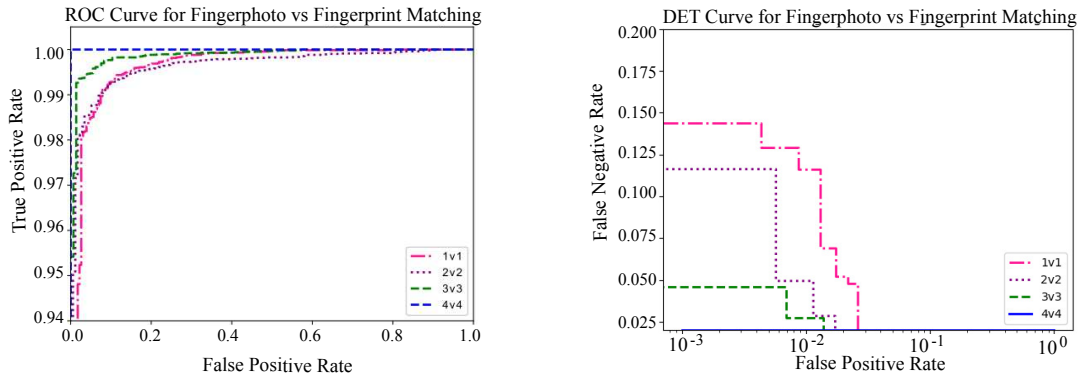 ROC Curve for Fingerphoto vs Fingerprint Matching
True Positive Rate
1.00
0.99
0.98
0.97
0.96
0.95
0.94
1v1
2v2
3v3
4v4
0.0
0.2
0.4
0.6
0.8
1.0
False Positive Rate
DET Curve for Fingerphoto vs Fingerprint Matching
False Negative Rate
0.200
0.175
0.150
0.125
0.100
0.075
0.050
0.025
1v1
2v2
3v3
4v4
10-3
10-2
10-1
100
False Positive Rate